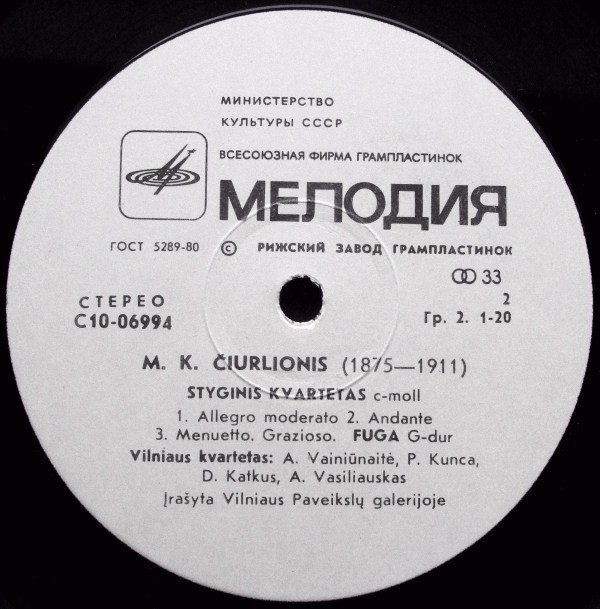 МИНИСТЕРСТВО
КУЛЬТУРЫ СССР
ВСЕСОЮЗНАЯ ФИРМА ГРАМПЛАСТИНОК
МЕЛОДИЯ
ГОСТ 5289-80 © РИЖСКИЙ ЗАВОД ГРАМПЛАСТИНОК
СТЕРЕО
С10-06994
33
2
Гр. 2. 1-20
M. K. ČIURLIONIS (1875—1911)
STYGINIS KVARTETAS c-moll
1. Allegro moderato 2. Andante
3. Menuetto. Grazioso. FUGA G-dur
Vilniaus kvartetas: A. Vainiūnaitė, P. Kunca,
D. Katkus, A. Vasiliauskas
Įrašyta Vilniaus Paveikslų galerijoje